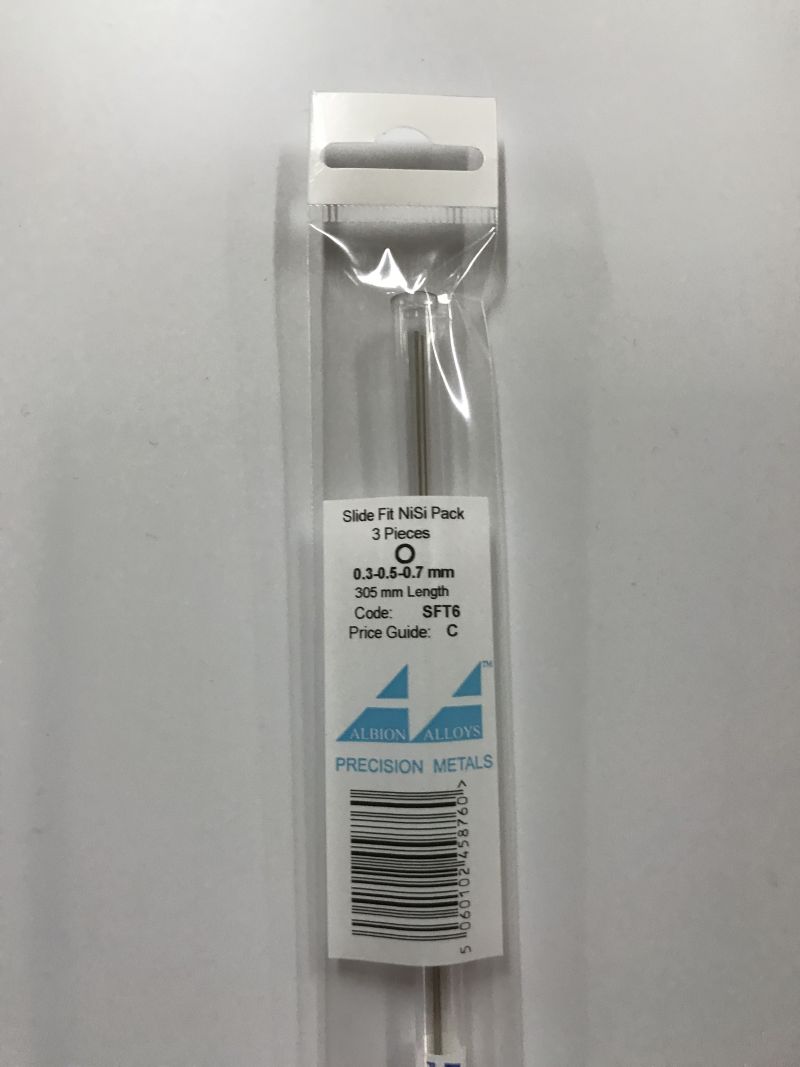 Slide Fit NiSi Pack
3 Pieces
0.3-0.5-0.7 mm
305 mm Length
Code: SFT6
Price Guide: C
TM
ALBION ALLOYS
PRECISION METALS
5 060102 458760 >